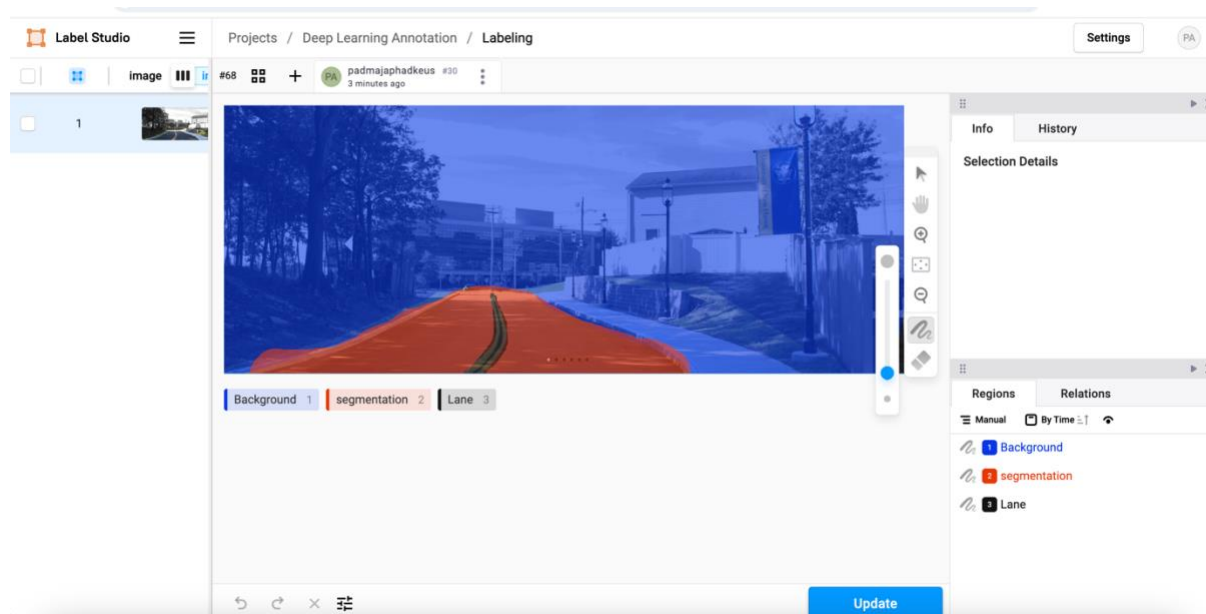 Label Studio
Projects / Deep Learning Annotation / Labeling
Settings
PA
image
#68
PA
padmajaphadkeus #30
3 minutes ago
1
Info
History
Selection Details
Background 1
segmentation 2
Lane 3
Regions
Relations
Manual
By Time
1 Background
2 segmentation
3 Lane
Update